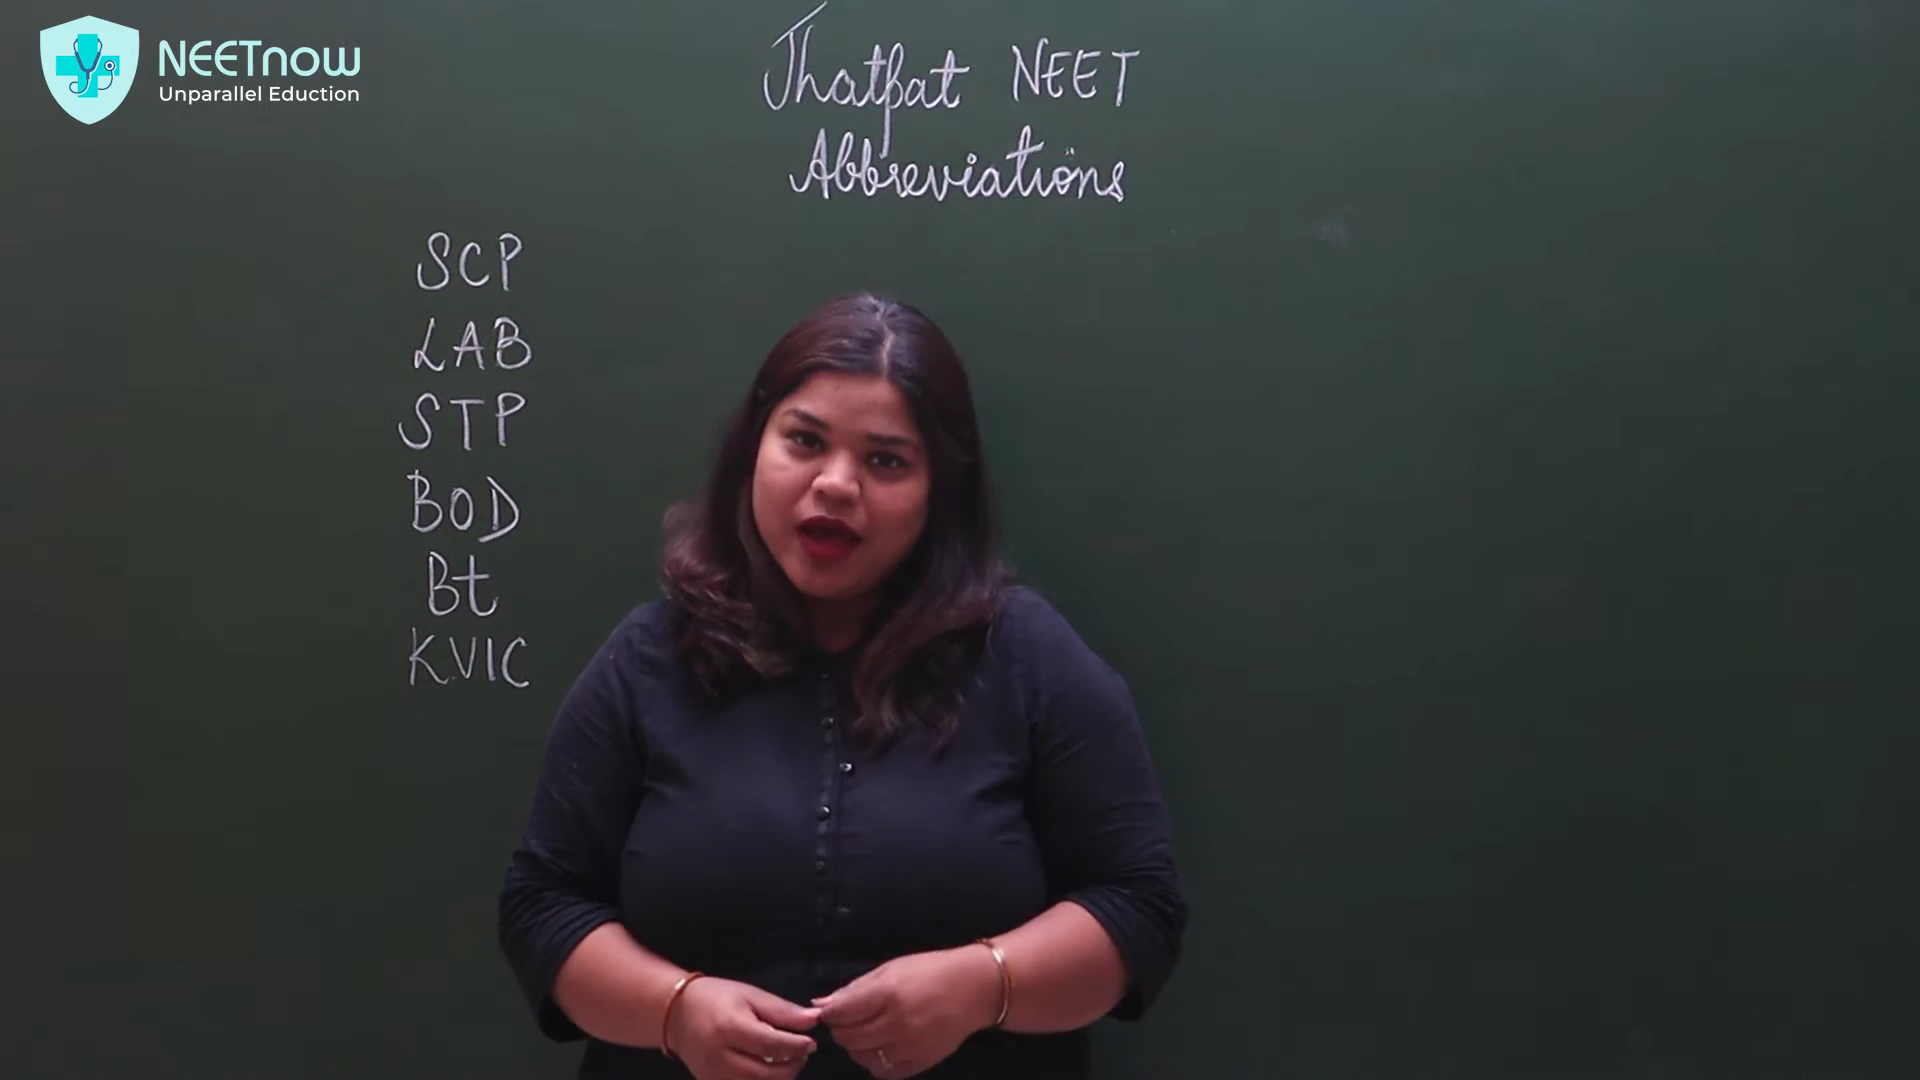 NEETnow
Unparallel Eduction
Jhatpat NEET
Abbreviations
SCP
LAB
STP
BOD
Bt
KVIC